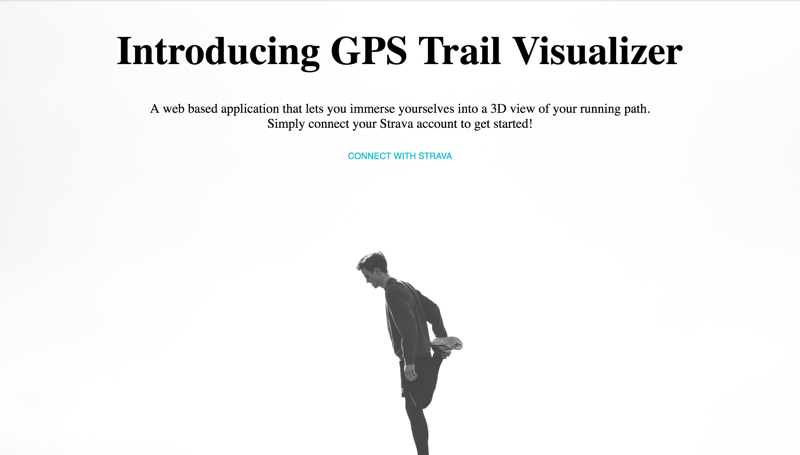 Introducing GPS Trail Visualizer
A web based application that lets you immerse yourselves into a 3D view of your running path.
Simply connect your Strava account to get started!
CONNECT WITH STRAVA